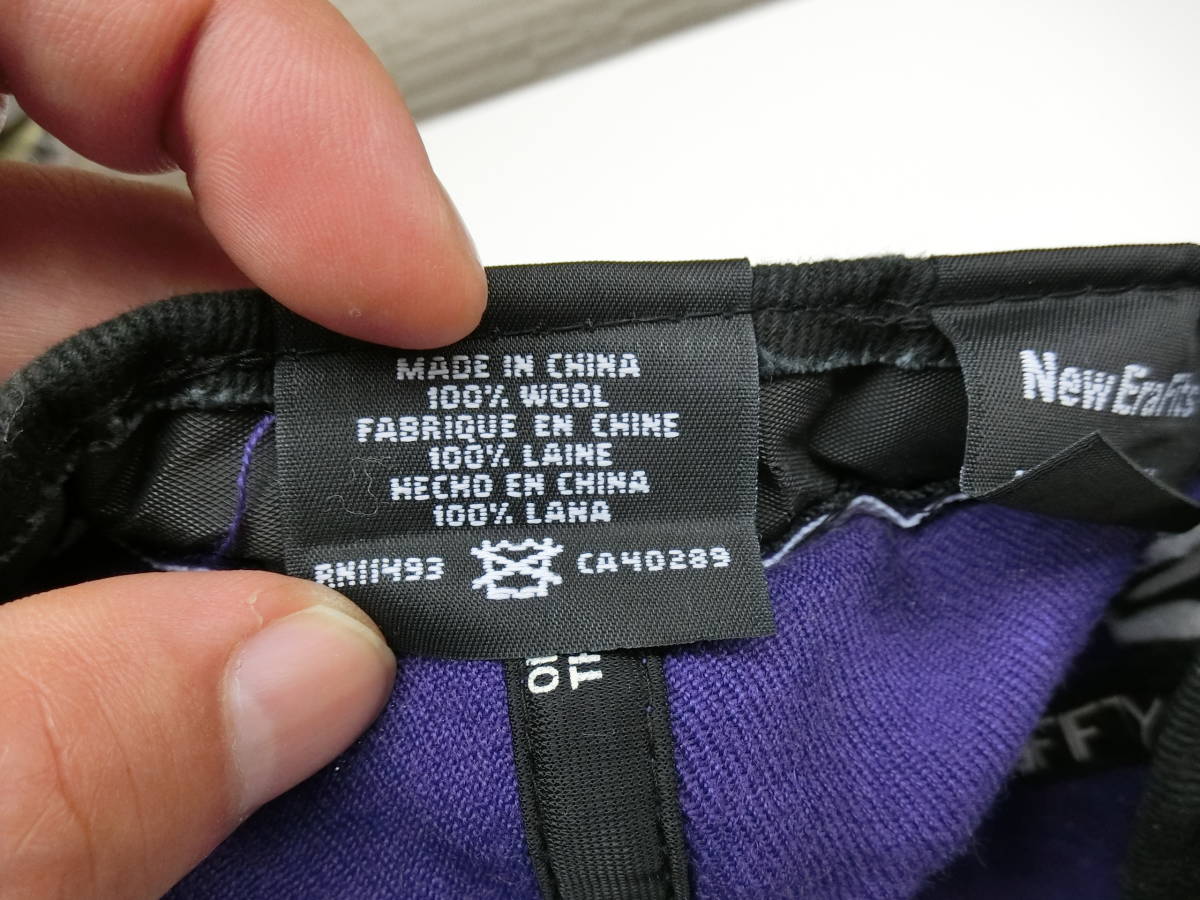 MADE IN CHINA
100% WOOL
FABRIQUE EN CHINE
100% LAINE
HECHO EN CHINA
100% LANA
RN11493 CA40289
New Era